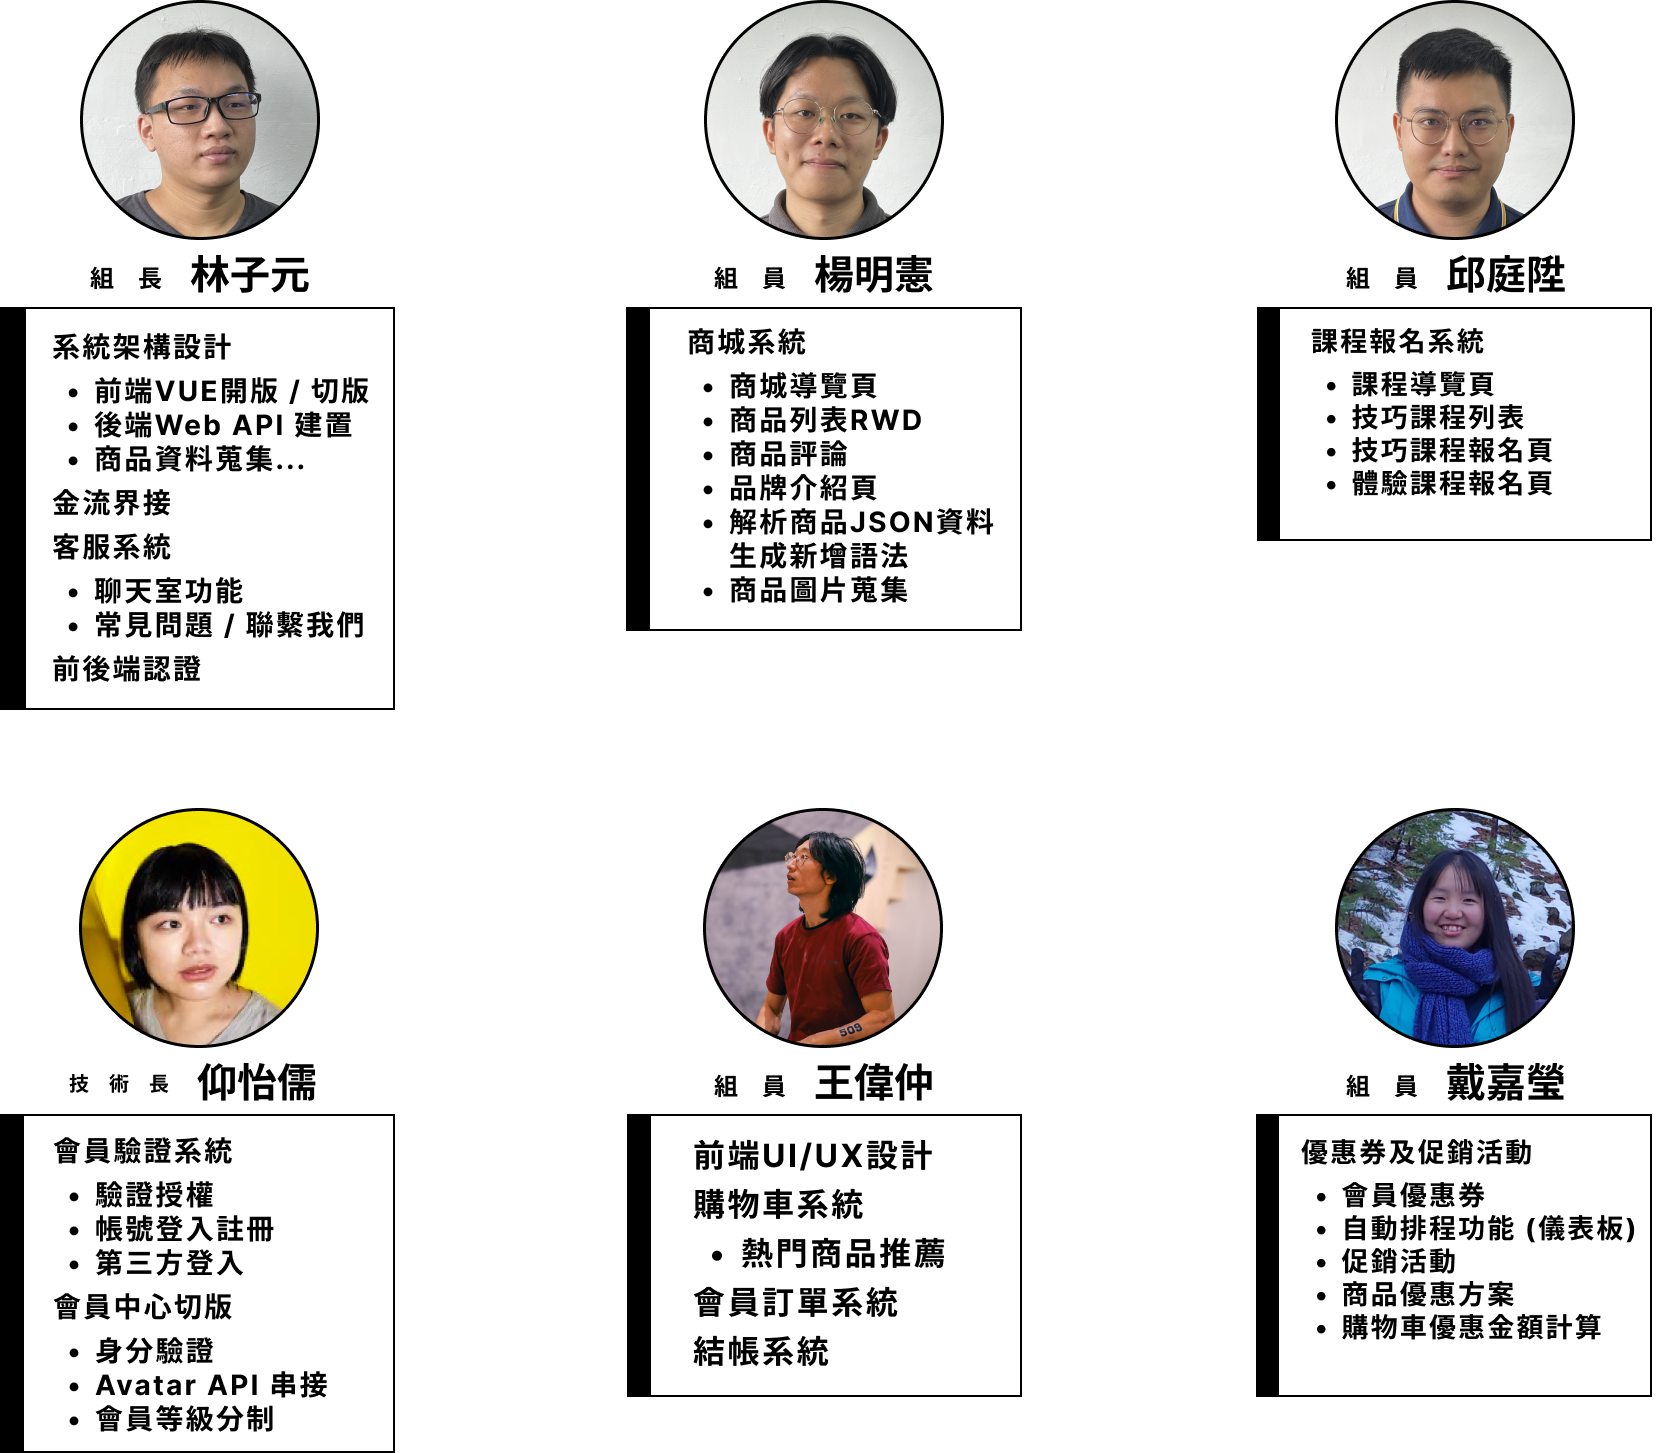 組 長 林子元
系統架構設計
• 前端VUE開版 / 切版
• 後端Web API 建置
• 商品資料蒐集...
金流界接
客服系統
• 聊天室功能
• 常見問題 / 聯繫我們
前後端認證
組 員 楊明憲
商城系統
• 商城導覽頁
• 商品列表RWD
• 商品評論
• 品牌介紹頁
• 解析商品JSON資料
生成新增語法
• 商品圖片蒐集
組 員 邱庭陞
課程報名系統
• 課程導覽頁
• 技巧課程列表
• 技巧課程報名頁
• 體驗課程報名頁
技 術 長 仰怡儒
會員驗證系統
• 驗證授權
• 帳號登入註冊
• 第三方登入
會員中心切版
• 身分驗證
• Avatar API 串接
• 會員等級分制
509
組 員 王偉仲
前端UI/UX設計
購物車系統
• 熱門商品推薦
會員訂單系統
結帳系統
組 員 戴嘉瑩
優惠券及促銷活動
• 會員優惠券
• 自動排程功能 (儀表板)
• 促銷活動
• 商品優惠方案
• 購物車優惠金額計算